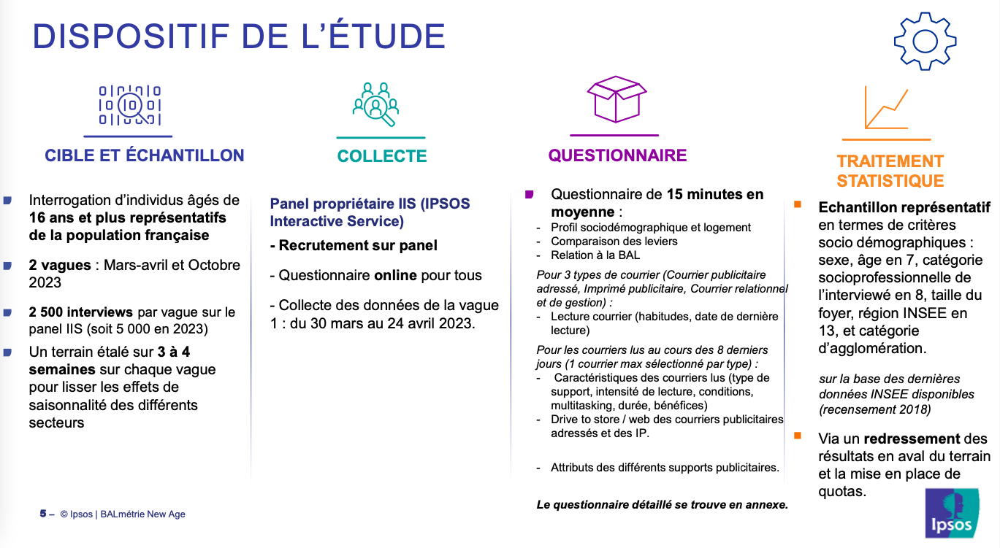 DISPOSITIF DE L’ÉTUDE
CIBLE ET ÉCHANTILLON
Interrogation d’individus âgés de
16 ans et plus représentatifs
de la population française
2 vagues : Mars-avril et Octobre
2023
2 500 interviews par vague sur le
panel IIS (soit 5 000 en 2023)
Un terrain étalé sur 3 à 4
semaines sur chaque vague
pour lisser les effets de
saisonnalité des différents
secteurs
COLLECTE
Panel propriétaire IIS (IPSOS
Interactive Service)
- Recrutement sur panel
- Questionnaire online pour tous
- Collecte des données de la vague
1 : du 30 mars au 24 avril 2023.
QUESTIONNAIRE
Questionnaire de 15 minutes en
moyenne :
- Profil sociodémographique et logement
- Comparaison des leviers
- Relation à la BAL
Pour 3 types de courrier (Courrier publicitaire
adressé, Imprimé publicitaire, Courrier relationnel
et de gestion) :
- Lecture courrier (habitudes, date de dernière
lecture)
Pour les courriers lus au cours des 8 derniers
jours (1 courrier max sélectionné par type) :
- Caractéristiques des courriers lus (type de
support, intensité de lecture, conditions,
multitasking, durée, bénéfices)
- Drive to store / web des courriers publicitaires
adressés et des IP.
- Attributs des différents supports publicitaires.
Le questionnaire détaillé se trouve en annexe.
TRAITEMENT
STATISTIQUE
Echantillon représentatif
en termes de critères
socio démographiques :
sexe, âge en 7, catégorie
socioprofessionnelle de
l’interviewé en 8, taille du
foyer, région INSEE en
13, et catégorie
d’agglomération.
sur la base des dernières
données INSEE disponibles
(recensement 2018)
Via un redressement des
résultats en aval du terrain
et la mise en place de
quotas.
5 – © Ipsos | BALmétrie New Age
Ipsos